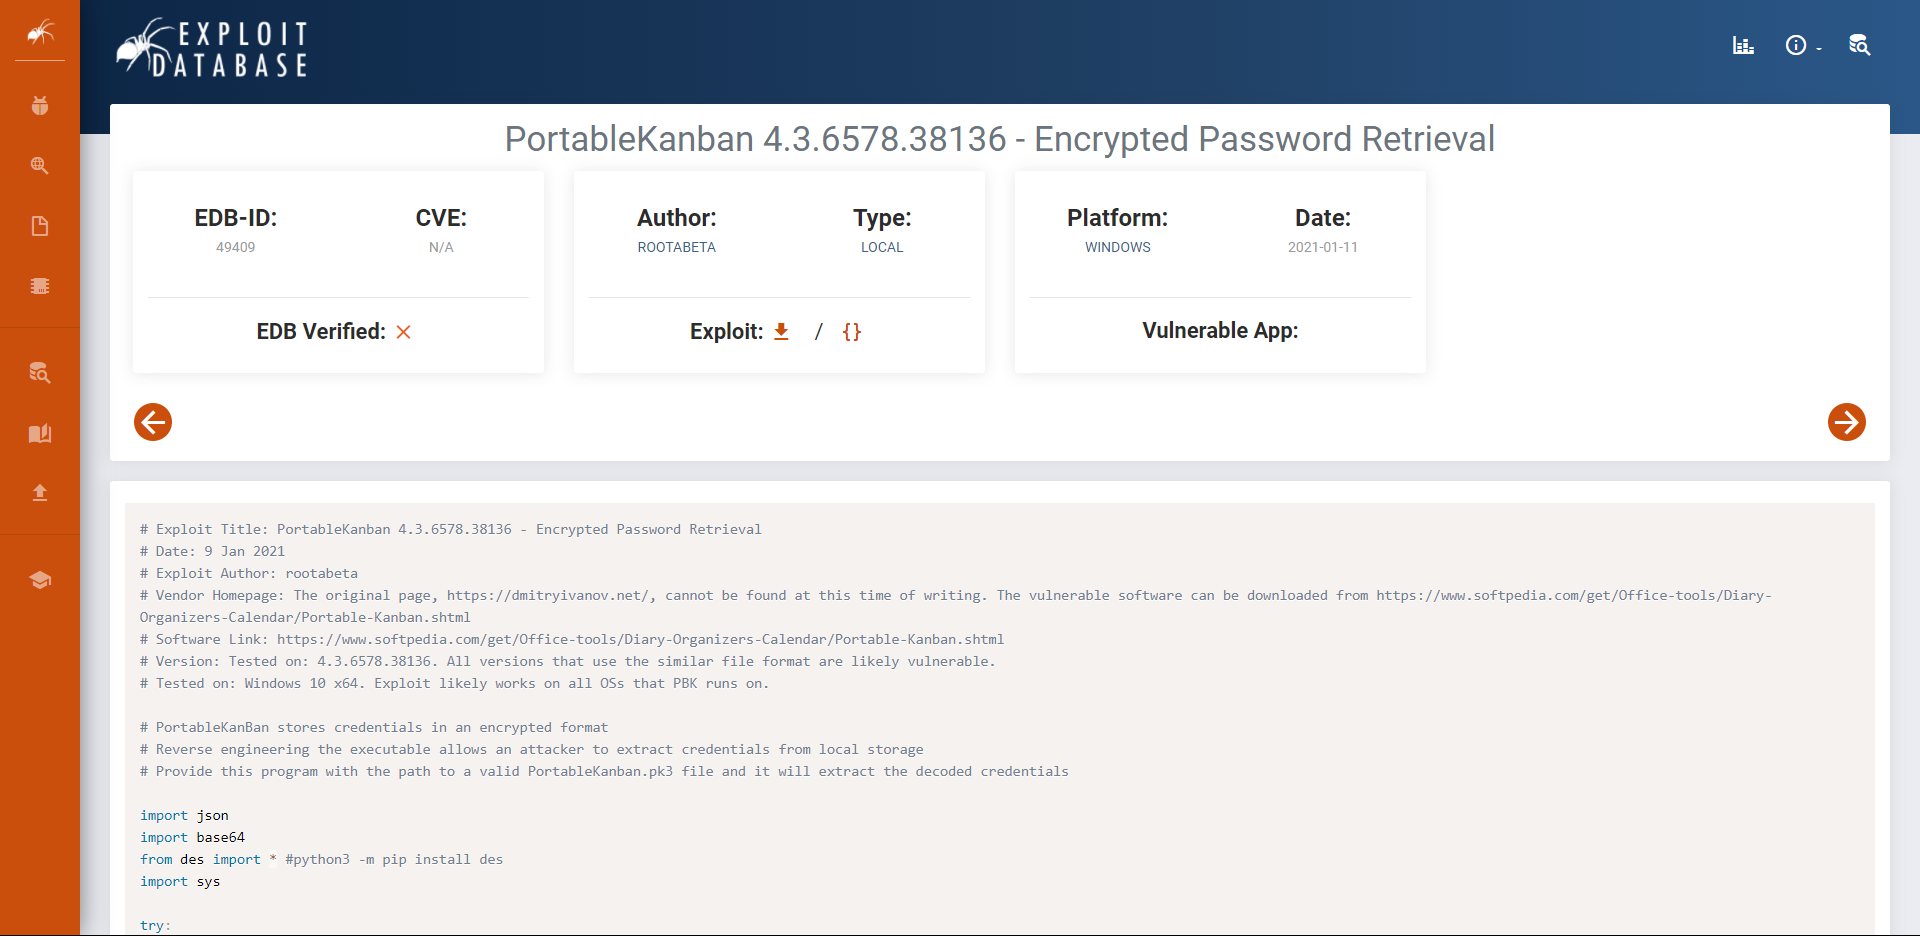 EXPLOIT
DATABASE
PortableKanban 4.3.6578.38136 - Encrypted Password Retrieval
EDB-ID:
49409
CVE:
N/A
Author:
ROOTABETA
Type:
LOCAL
Platform:
WINDOWS
Date:
2021-01-11
EDB Verified:
Exploit: / {}
Vulnerable App:
# Exploit Title: PortableKanban 4.3.6578.38136 - Encrypted Password Retrieval
# Date: 9 Jan 2021
# Exploit Author: rootabeta
# Vendor Homepage: The original page, https://dmitryivanov.net/, cannot be found at this time of writing. The vulnerable software can be downloaded from https://www.softpedia.com/get/Office-tools/Diary-
Organizers-Calendar/Portable-Kanban.shtml
# Software Link: https://www.softpedia.com/get/Office-tools/Diary-Organizers-Calendar/Portable-Kanban.shtml
# Version: Tested on: 4.3.6578.38136. All versions that use the similar file format are likely vulnerable.
# Tested on: Windows 10 x64. Exploit likely works on all OSs that PBK runs on.
# PortableKanBan stores credentials in an encrypted format
# Reverse engineering the executable allows an attacker to extract credentials from local storage
# Provide this program with the path to a valid PortableKanban.pk3 file and it will extract the decoded credentials
import json
import base64
from des import * #python3 -m pip install des
import sys
try: